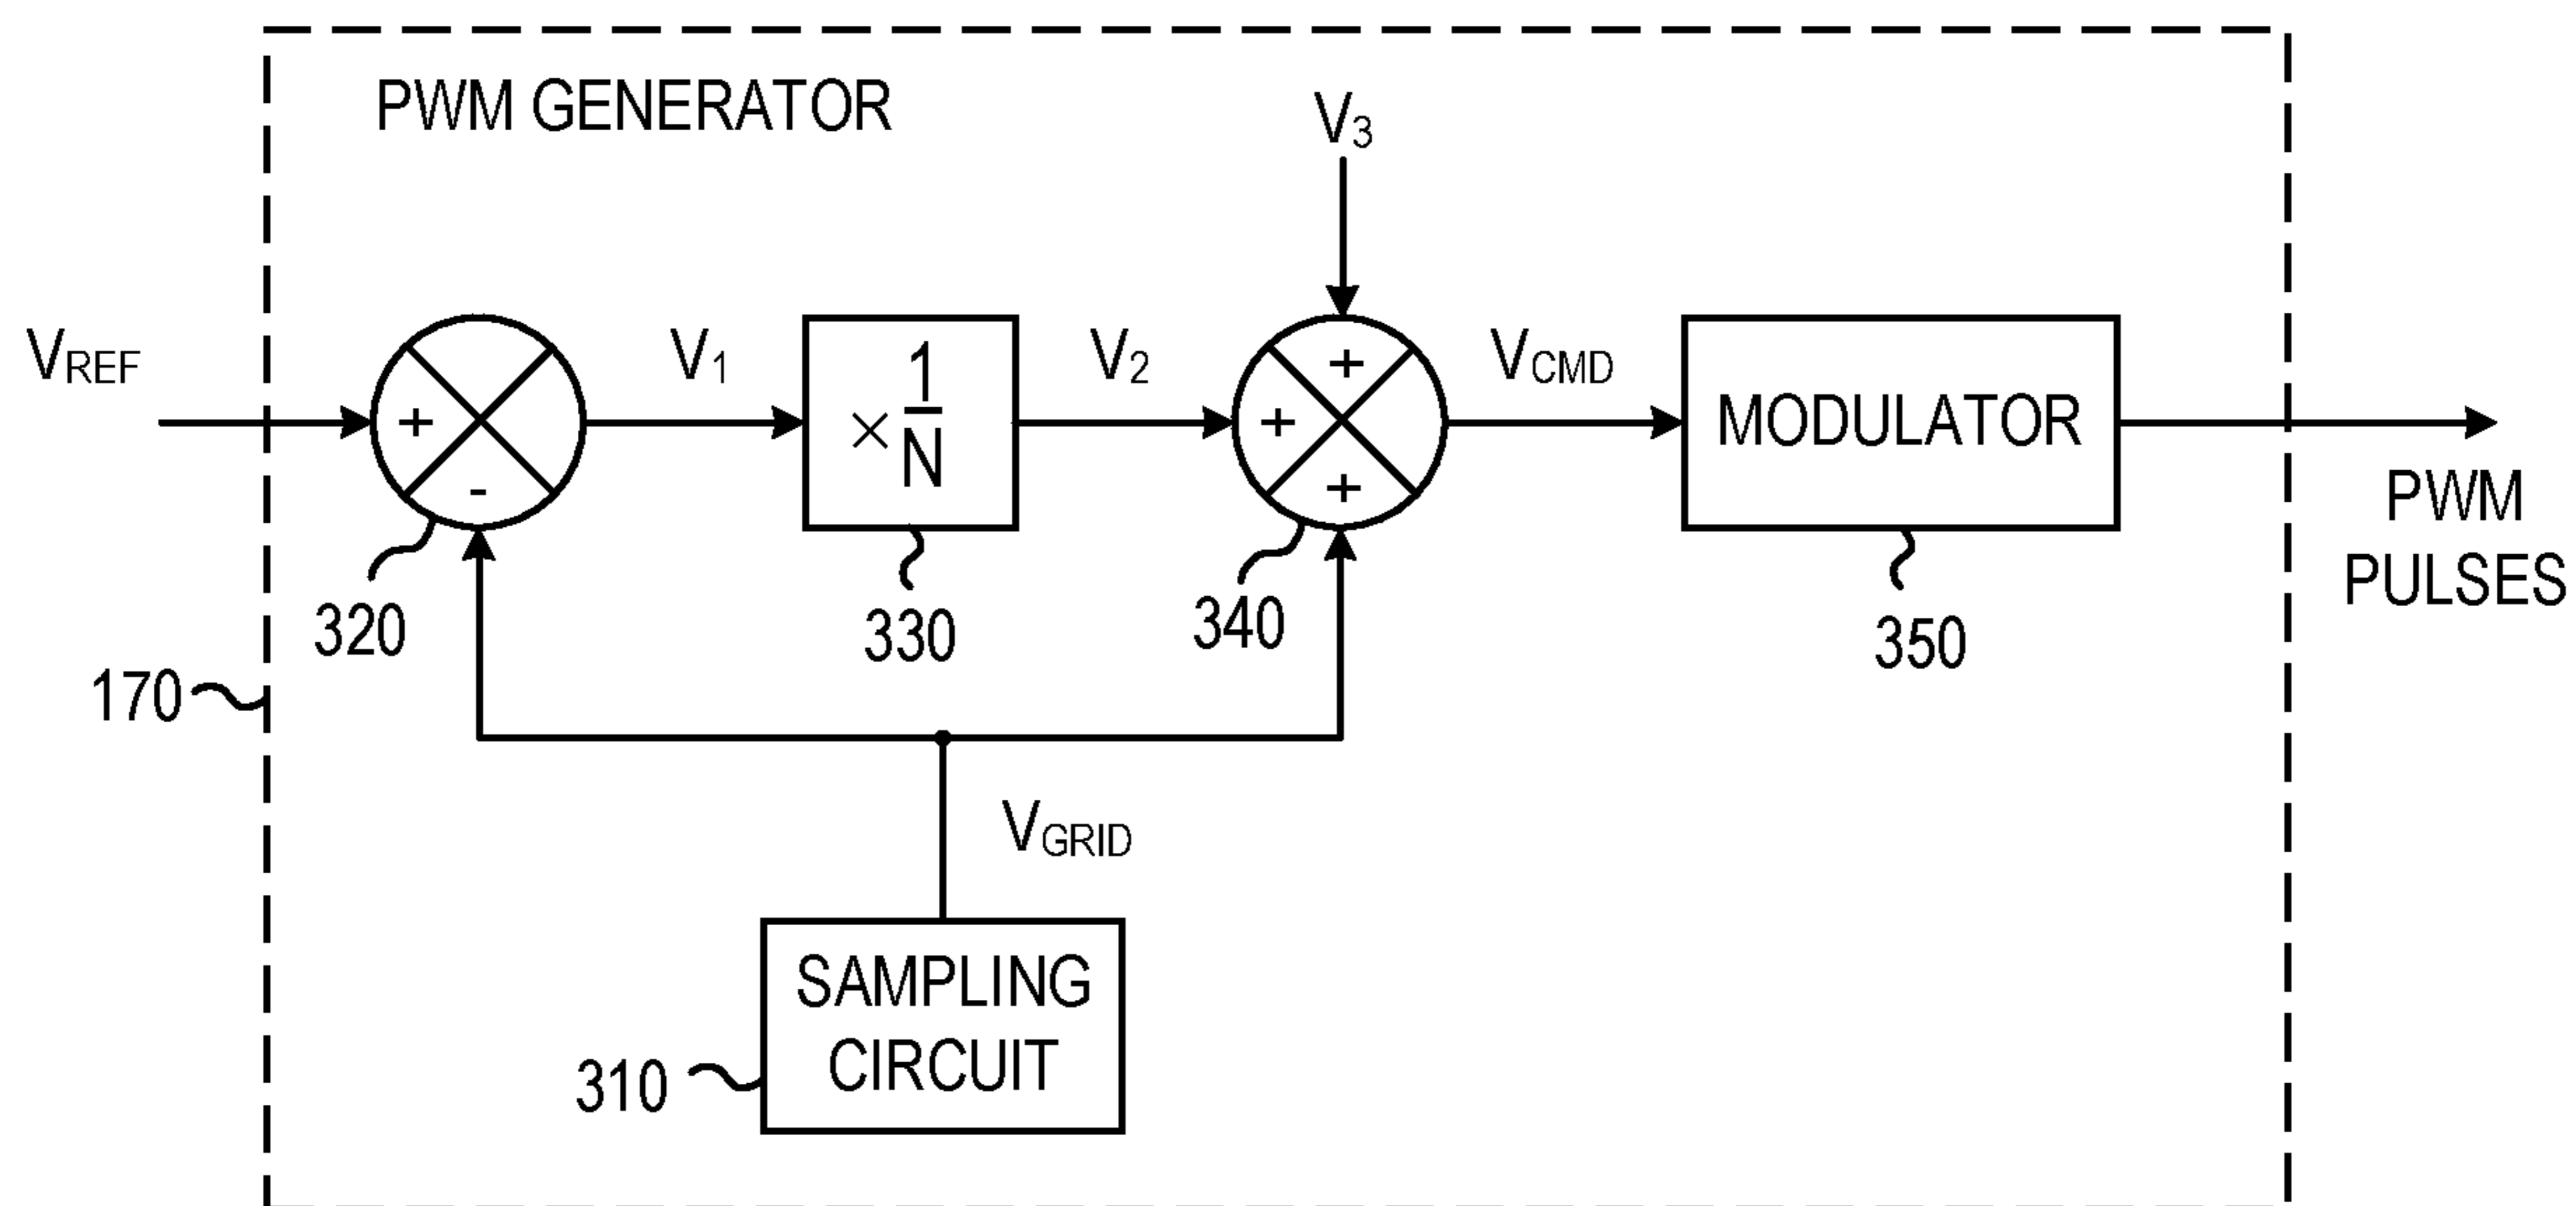 PWM GENERATOR
V3
VREF
+
-
V1
× 1/N
V2
+
+
+
VCMD
MODULATOR
PWM
PULSES
320
330
340
350
170
VGRID
SAMPLING
CIRCUIT
310